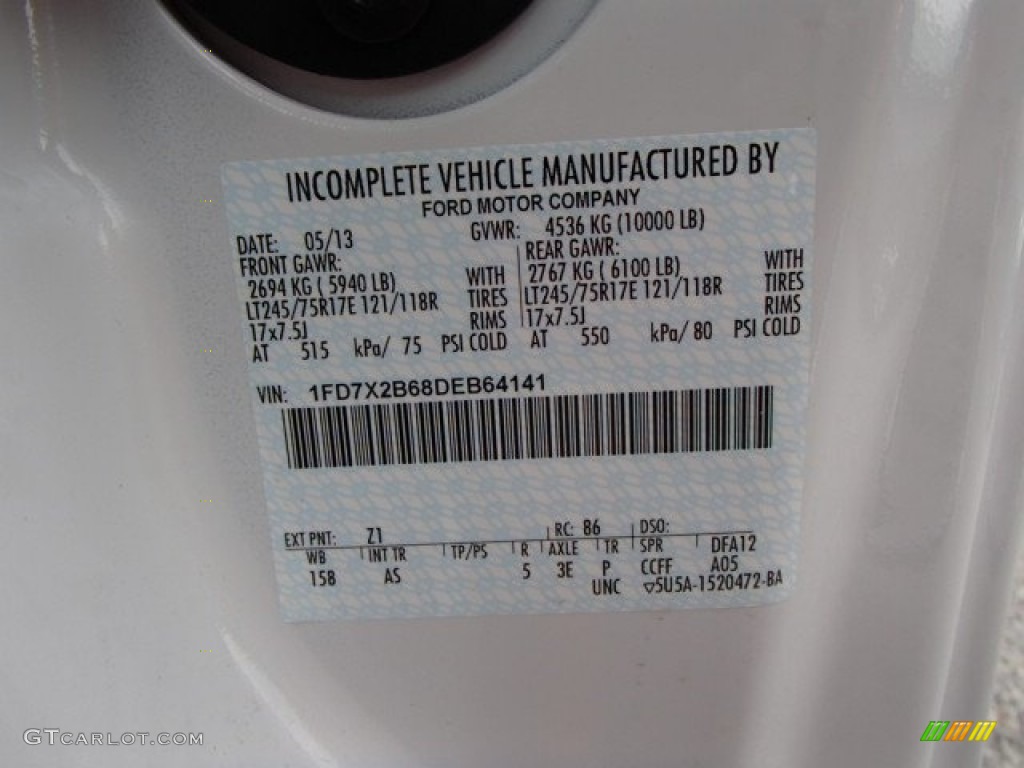 INCOMPLETE VEHICLE MANUFACTURED BY
FORD MOTOR COMPANY
DATE: 05/13 GVWR: 4536 KG (10000 LB)
FRONT GAWR: REAR GAWR:
2694 KG ( 5940 LB) WITH 2767 KG ( 6100 LB) WITH
LT245/75R17E 121/118R TIRES LT245/75R17E 121/118R TIRES
17x7.5J RIMS 17x7.5J RIMS
AT 515 kPa/ 75 PSI COLD AT 550 kPa/ 80 PSI COLD
VIN: 1FD7X2B68DEB64141
EXT PNT: Z1 RC: 86 DSO:
WB INT TR TP/PS R AXLE TR SPR DFA12
158 AS 5 3E P CCFF A05
UNC ▽5U5A-1520472-BA
GTCARLOT.COM